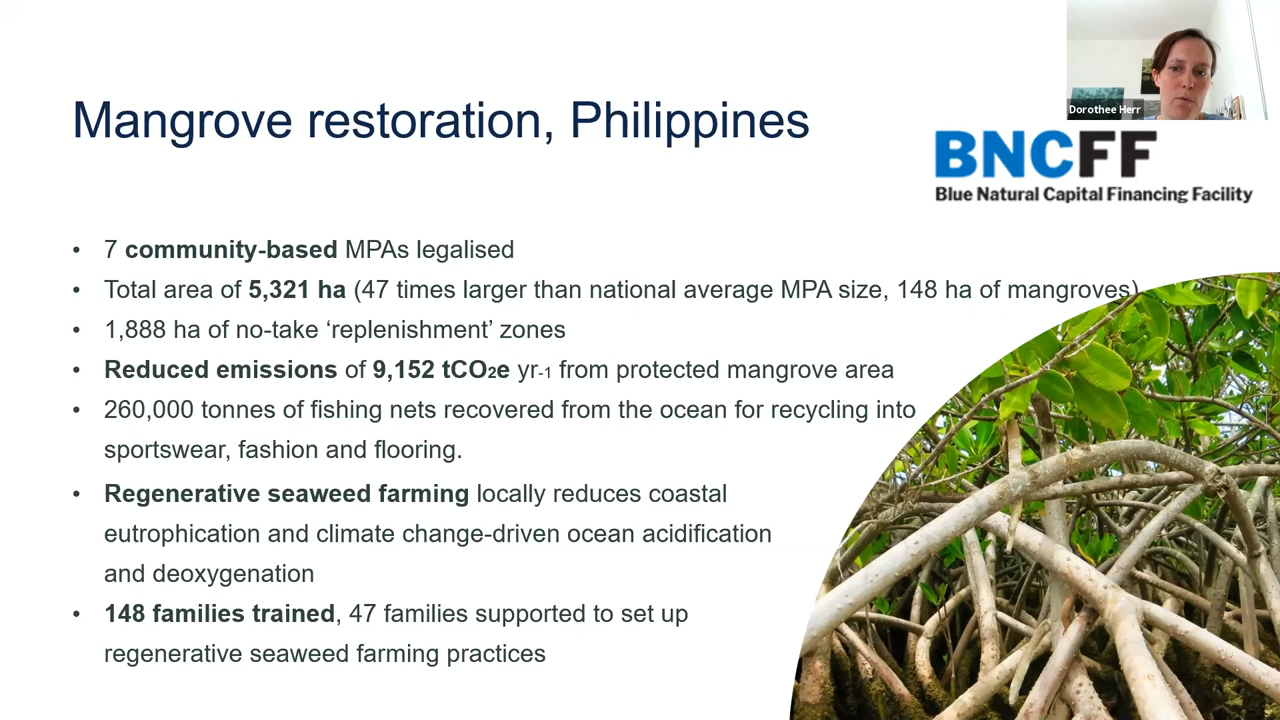 Dorothee Herr
Mangrove restoration, Philippines
BNCFF
Blue Natural Capital Financing Facility
• 7 community-based MPAs legalised
• Total area of 5,321 ha (47 times larger than national average MPA size, 148 ha of mangroves)
• 1,888 ha of no-take ‘replenishment’ zones
• Reduced emissions of 9,152 tCO₂e yr-1 from protected mangrove area
• 260,000 tonnes of fishing nets recovered from the ocean for recycling into
sportswear, fashion and flooring.
• Regenerative seaweed farming locally reduces coastal
eutrophication and climate change-driven ocean acidification
and deoxygenation
• 148 families trained, 47 families supported to set up
regenerative seaweed farming practices